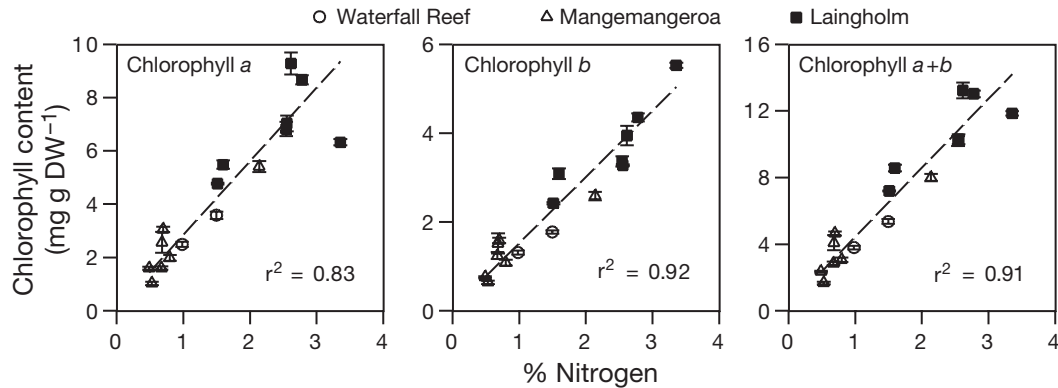 Waterfall Reef Mangemangeroa Laingholm
Chlorophyll content
(mg g DW⁻¹)
10
8
6
4
2
0
Chlorophyll a
r² = 0.83
0 1 2 3 4
6
4
2
0
Chlorophyll b
r² = 0.92
0 1 2 3 4
16
12
8
4
0
Chlorophyll a+b
r² = 0.91
0 1 2 3 4
% Nitrogen